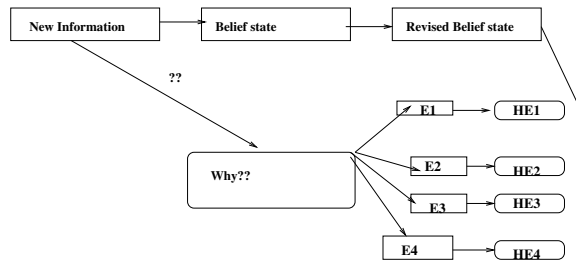 New Information
Belief state
Revised Belief state
??
E1
HE1
Why??
E2
HE2
E3
HE3
E4
HE4